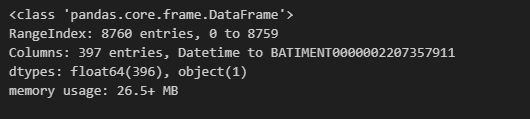 <class 'pandas.core.frame.DataFrame'>
RangeIndex: 8760 entries, 0 to 8759
Columns: 397 entries, Datetime to BATIMENT0000002207357911
dtypes: float64(396), object(1)
memory usage: 26.5+ MB